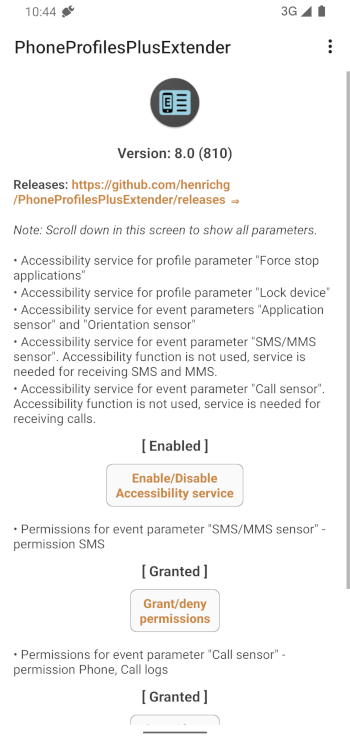 10:44
3G
PhoneProfilesPlusExtender
Version: 8.0 (810)
Releases: https://github.com/henrichg
/PhoneProfilesPlusExtender/releases ⇒
Note: Scroll down in this screen to show all parameters.
• Accessibility service for profile parameter "Force stop
applications"
• Accessibility service for profile parameter "Lock device"
• Accessibility service for event parameters "Application
sensor" and "Orientation sensor"
• Accessibility service for event parameter "SMS/MMS
sensor". Accessibility function is not used, service is
needed for receiving SMS and MMS.
• Accessibility service for event parameter "Call sensor".
Accessibility function is not used, service is needed for
receiving calls.
[ Enabled ]
Enable/Disable
Accessibility service
• Permissions for event parameter "SMS/MMS sensor" -
permission SMS
[ Granted ]
Grant/deny
permissions
• Permissions for event parameter "Call sensor" -
permission Phone, Call logs
[ Granted ]